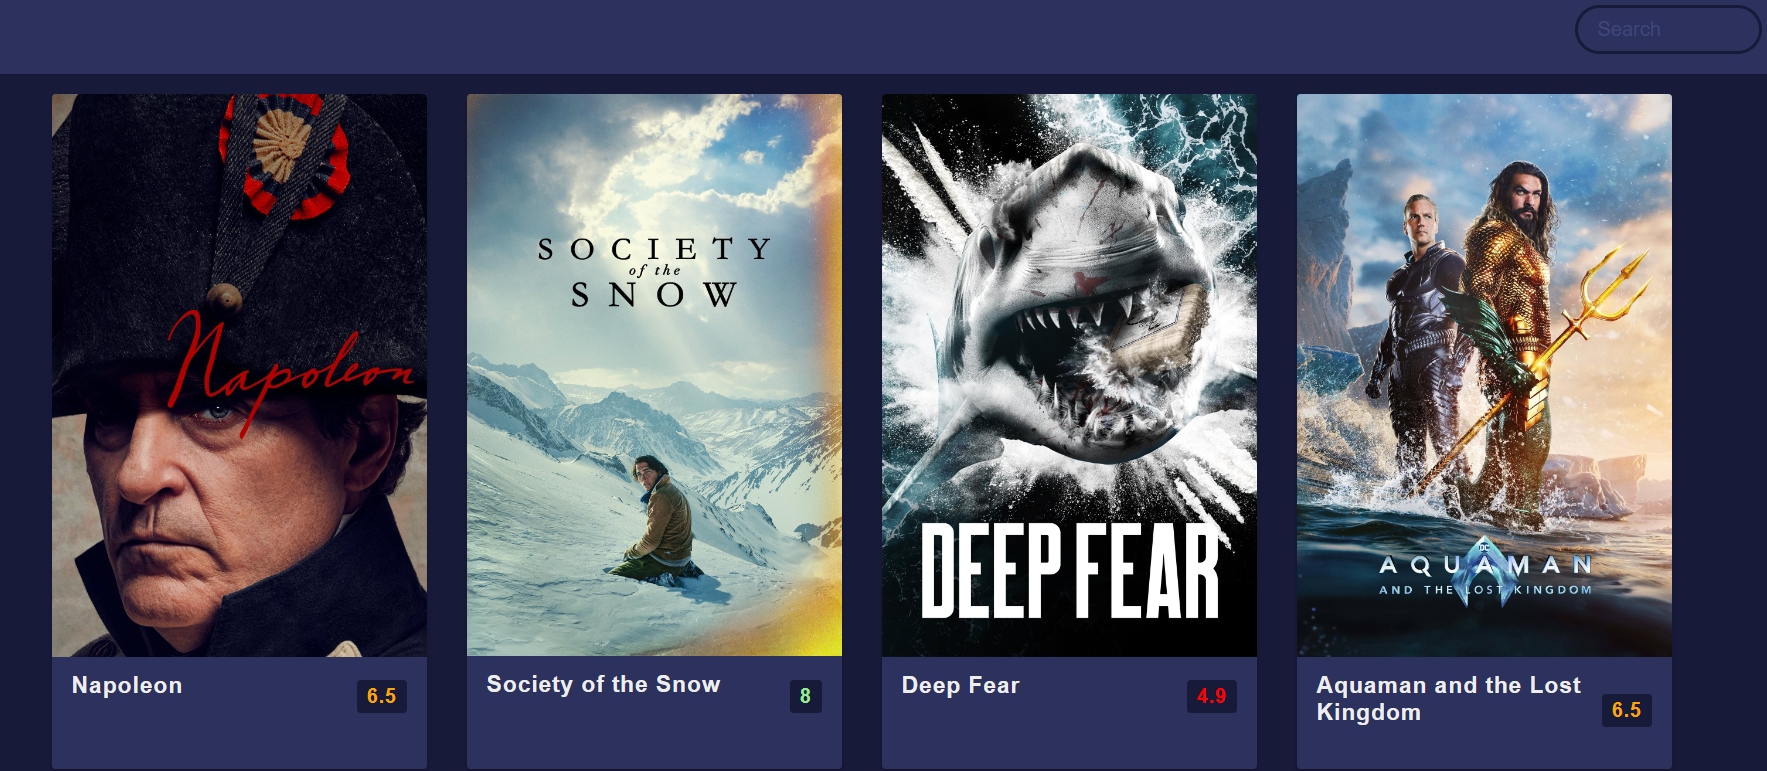 Search
Napoleon
SOCIETY
of the
SNOW
DEEP FEAR
DC
AQUAMAN
AND THE LOST KINGDOM
Napoleon
6.5
Society of the Snow
8
Deep Fear
4.9
Aquaman and the Lost
Kingdom
6.5